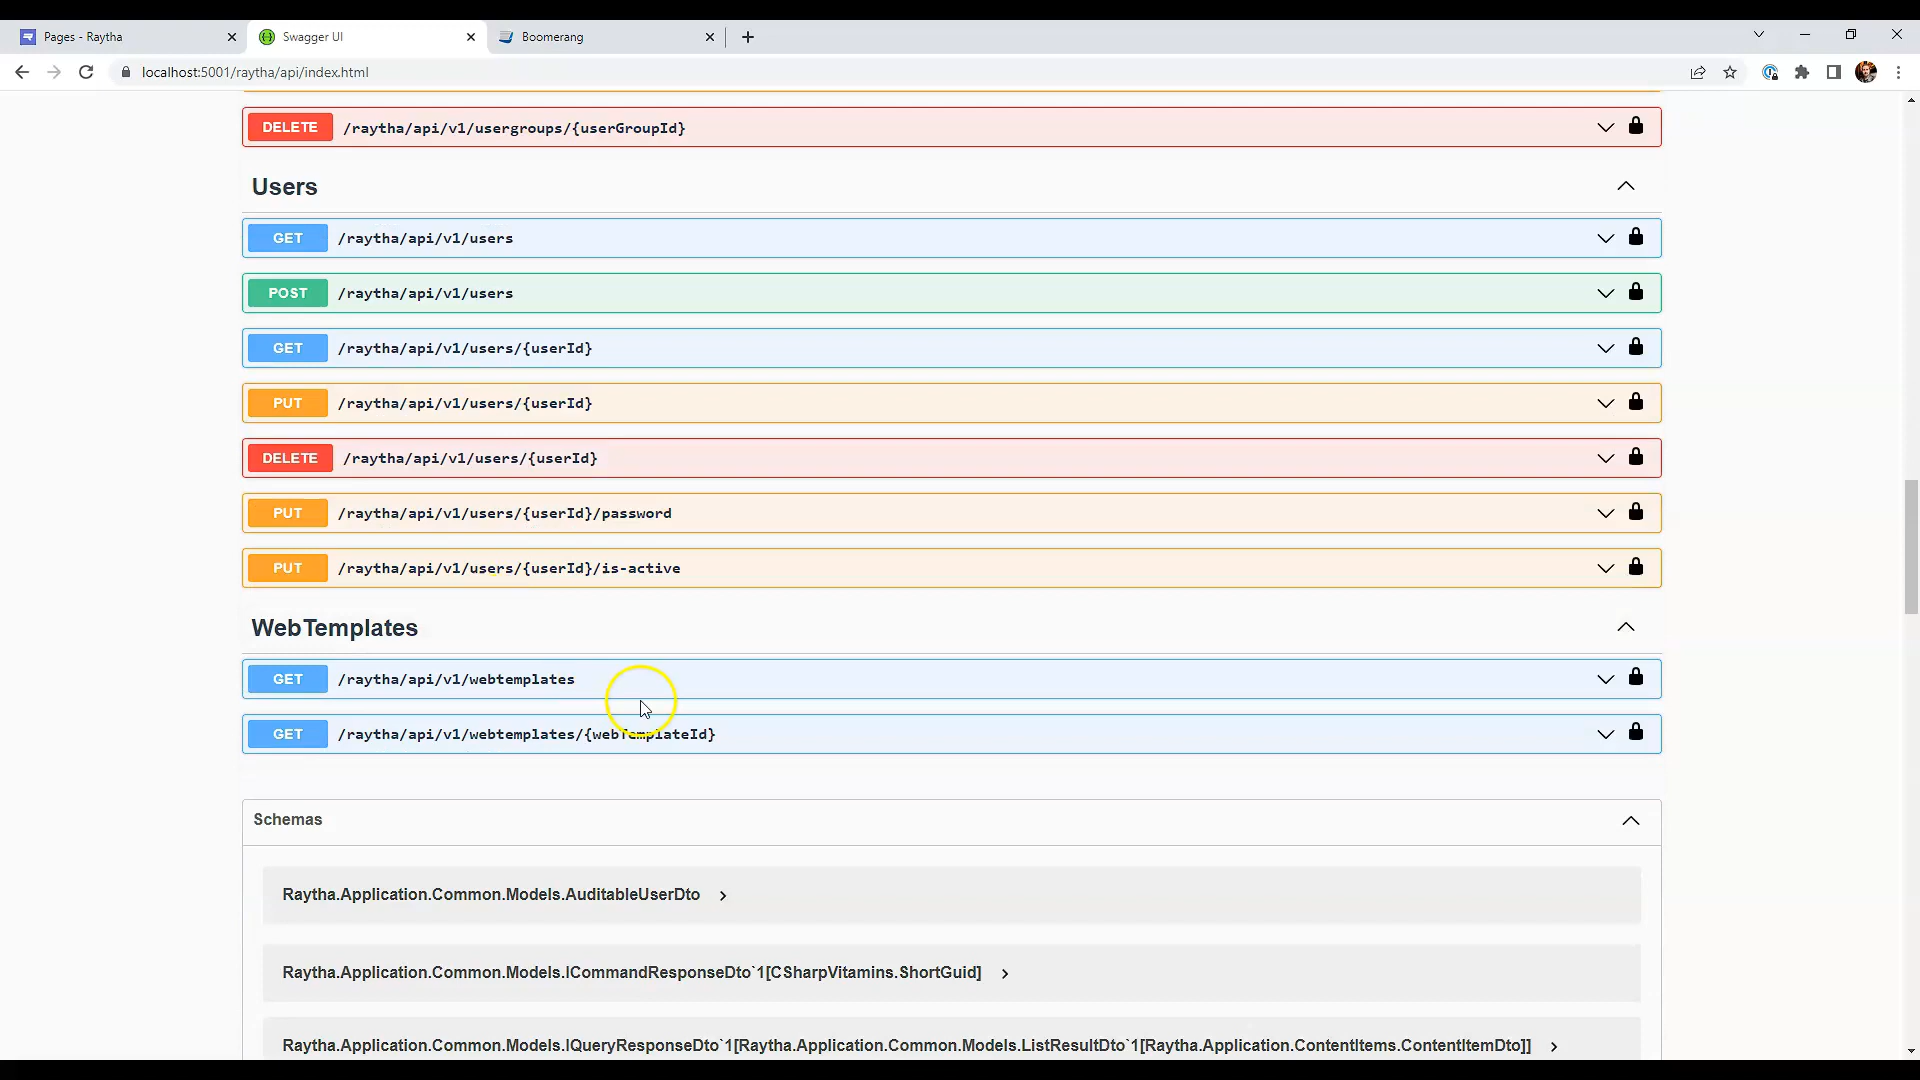 Pages - Raytha
Swagger UI
Boomerang
localhost:5001/raytha/api/index.html
DELETE /raytha/api/v1/usergroups/{userGroupId}
Users
GET /raytha/api/v1/users
POST /raytha/api/v1/users
GET /raytha/api/v1/users/{userId}
PUT /raytha/api/v1/users/{userId}
DELETE /raytha/api/v1/users/{userId}
PUT /raytha/api/v1/users/{userId}/password
PUT /raytha/api/v1/users/{userId}/is-active
WebTemplates
GET /raytha/api/v1/webtemplates
GET /raytha/api/v1/webtemplates/{webTemplateId}
Schemas
Raytha.Application.Common.Models.AuditableUserDto
Raytha.Application.Common.Models.ICommandResponseDto`1[CSharpVitamins.ShortGuid]
Raytha.Application.Common.Models.IQueryResponseDto`1[Raytha.Application.Common.Models.ListResultDto`1[Raytha.Application.ContentItems.ContentItemDto]]